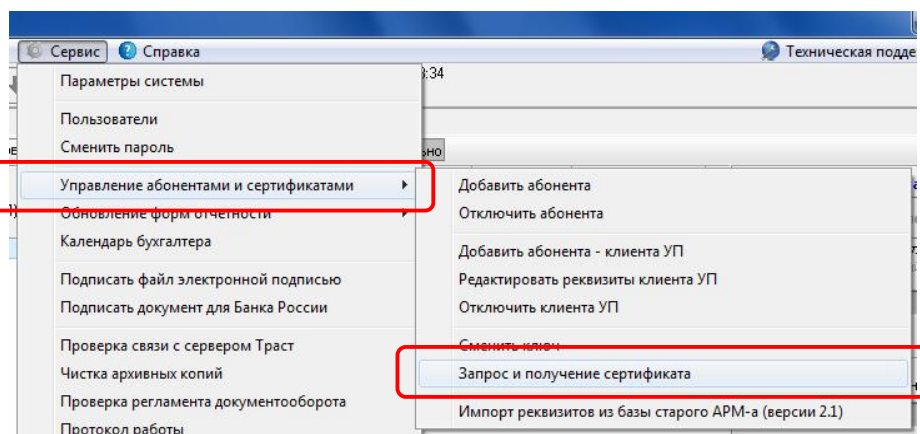 Сервис Справка Техническая подде
Параметры системы
3:34
Пользователи
Сменить пароль
ьно
Управление абонентами и сертификатами
Обновление форм отчетности
Календарь бухгалтера
Подписать файл электронной подписью
Подписать документ для Банка России
Проверка связи с сервером Траст
Чистка архивных копий
Проверка регламента документооборота
Протокол работы
Добавить абонента
Отключить абонента
Добавить абонента - клиента УП
Редактировать реквизиты клиента УП
Отключить клиента УП
Сменить ключ
Запрос и получение сертификата
Импорт реквизитов из базы старого АРМ-а (версии 2.1)